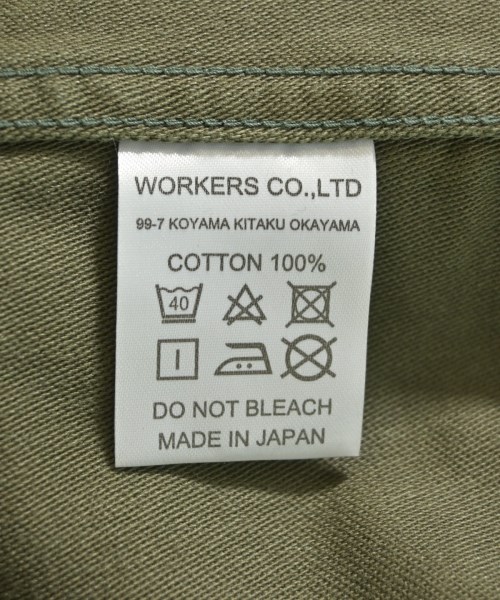 WORKERS CO.,LTD
99-7 KOYAMA KITAKU OKAYAMA
COTTON 100%
40
DO NOT BLEACH
MADE IN JAPAN